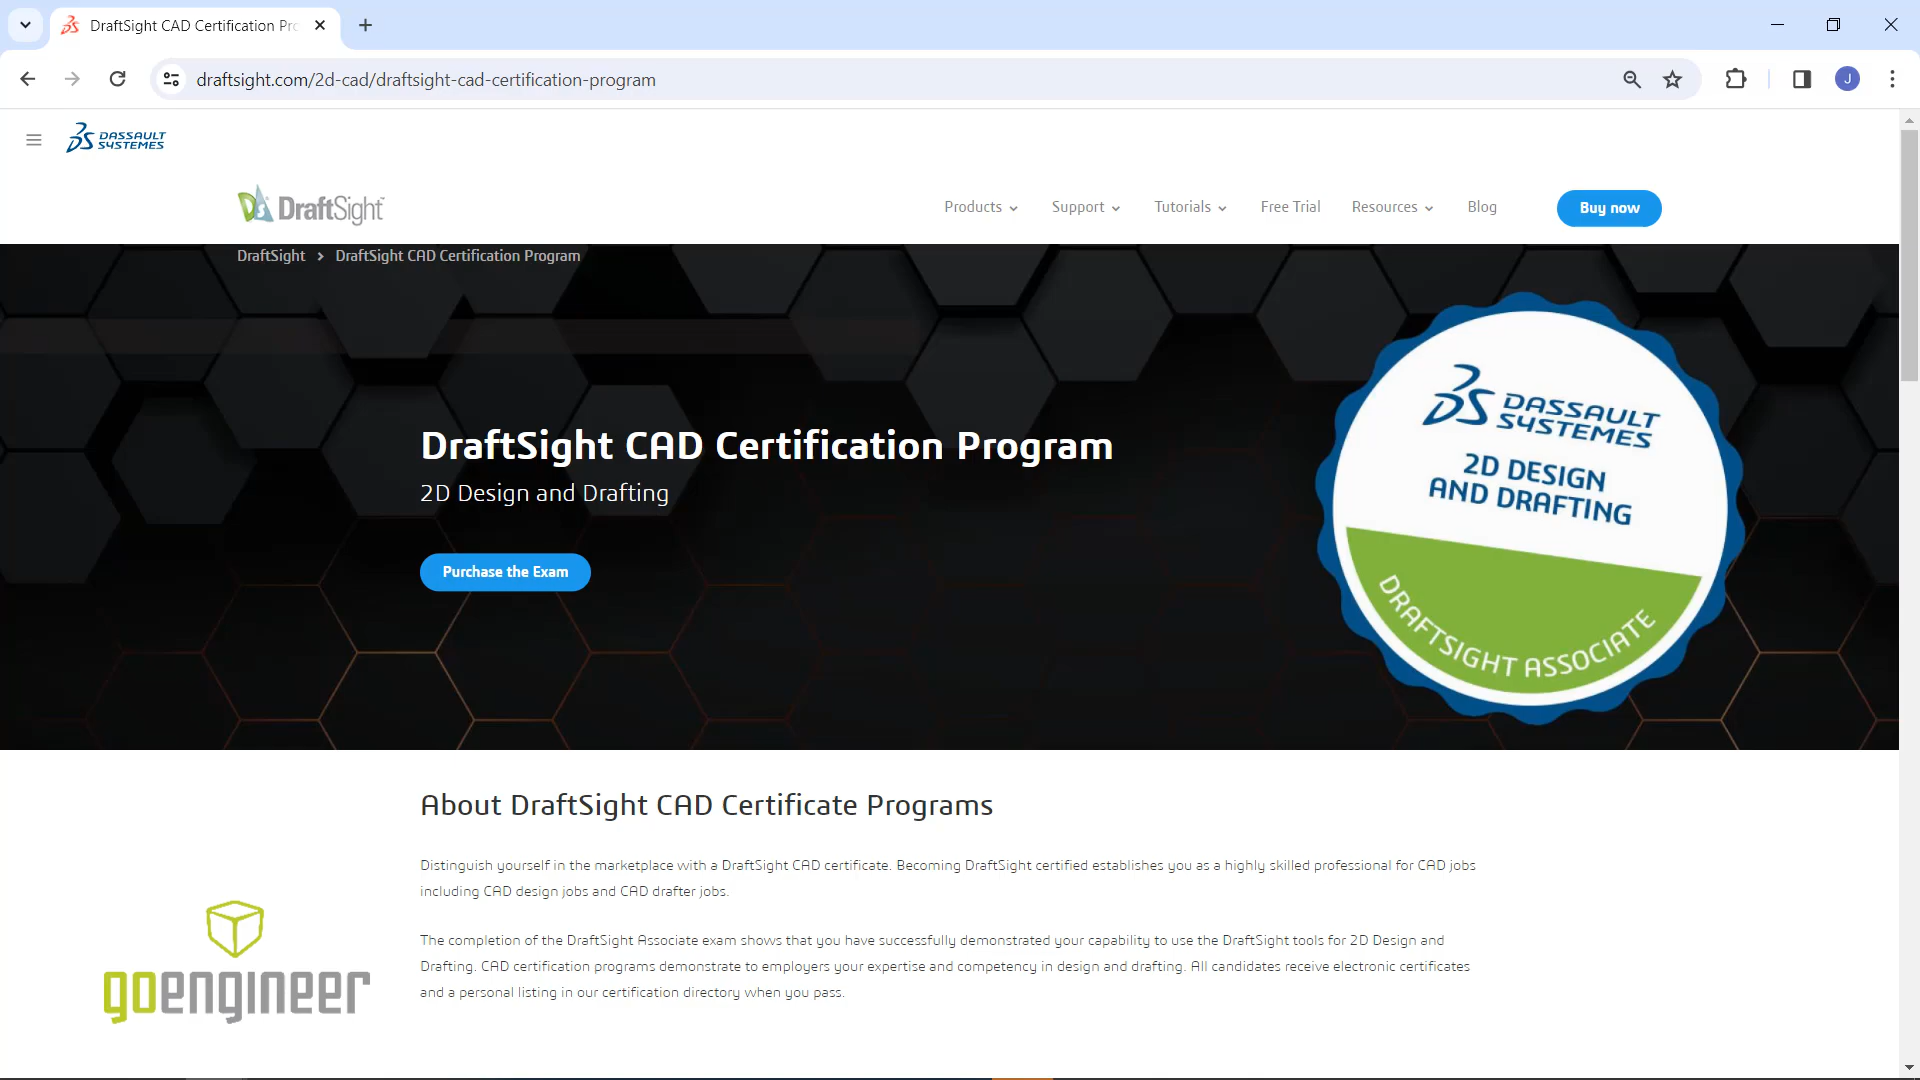 DraftSight CAD Certification Pro
draftsight.com/2d-cad/draftsight-cad-certification-program
J
DASSAULT
SYSTEMES
DraftSight
Products
Support
Tutorials
Free Trial
Resources
Blog
Buy now
DraftSight > DraftSight CAD Certification Program
DraftSight CAD Certification Program
2D Design and Drafting
Purchase the Exam
DASSAULT
SYSTEMES
2D DESIGN
AND DRAFTING
DRAFTSIGHT ASSOCIATE
About DraftSight CAD Certificate Programs
Distinguish yourself in the marketplace with a DraftSight CAD certificate. Becoming DraftSight certified establishes you as a highly skilled professional for CAD jobs
including CAD design jobs and CAD drafter jobs.
The completion of the DraftSight Associate exam shows that you have successfully demonstrated your capability to use the DraftSight tools for 2D Design and
Drafting. CAD certification programs demonstrate to employers your expertise and competency in design and drafting. All candidates receive electronic certificates
and a personal listing in our certification directory when you pass.
goengineer